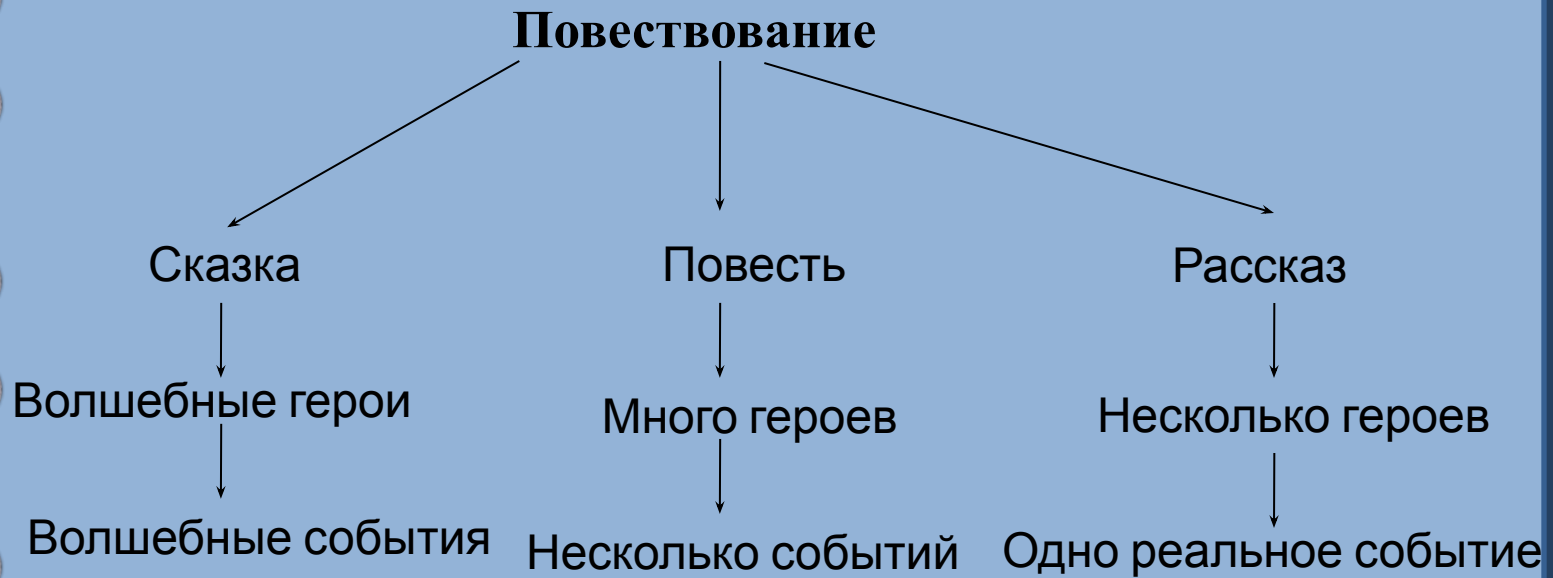 Повествование
Сказка
Повесть
Рассказ
Волшебные герои
Много героев
Несколько героев
Волшебные события
Несколько событий
Одно реальное событие